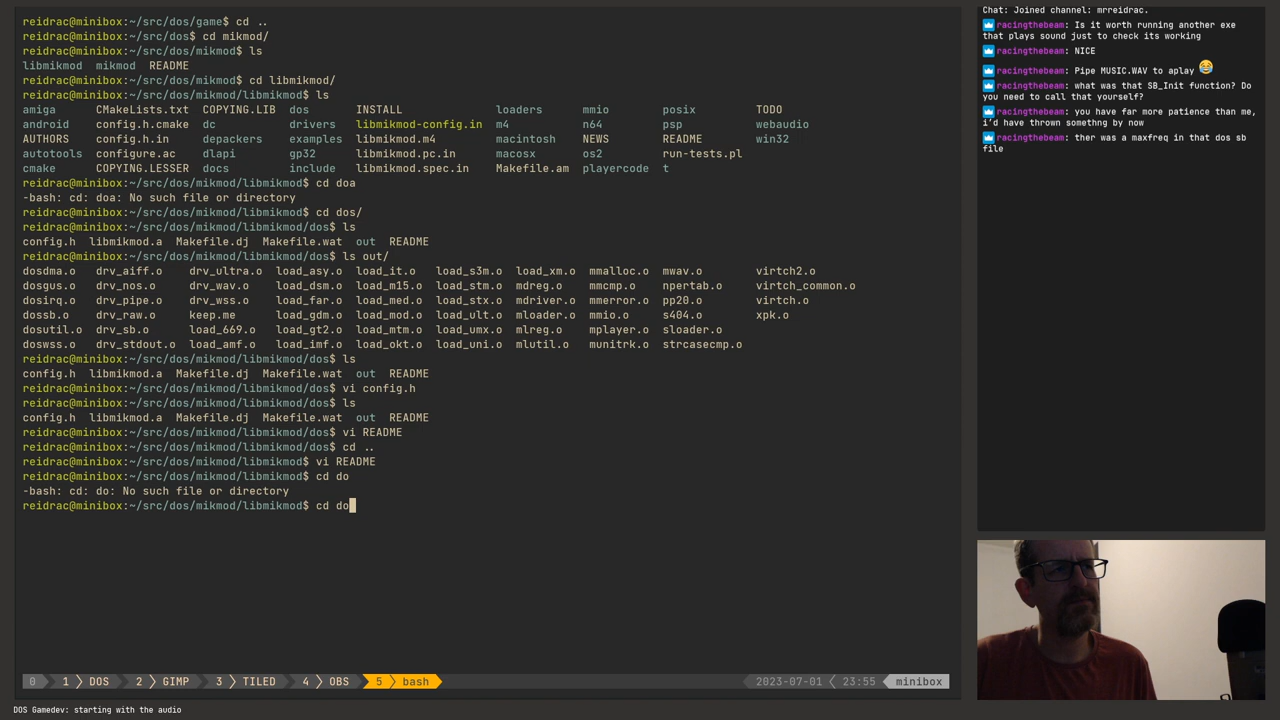 reidrac@minibox:~/src/dos/game$ cd ..
reidrac@minibox:~/src/dos$ cd mikmod/
reidrac@minibox:~/src/dos/mikmod$ ls
libmikmod  mikmod  README
reidrac@minibox:~/src/dos/mikmod$ cd libmikmod/
reidrac@minibox:~/src/dos/mikmod/libmikmod$ ls
amiga      CMakeLists.txt  COPYING.LIB  dos       INSTALL              loaders      mmio        posix         TODO
android    config.h.cmake  dc           drivers   libmikmod-config.in  m4           n64         psp           webaudio
AUTHORS    config.h.in     depackers    examples  libmikmod.m4         macintosh    NEWS        README        win32
autotools  configure.ac    dlapi        gp32      libmikmod.pc.in      macosx       os2         run-tests.pl
cmake      COPYING.LESSER  docs         include   libmikmod.spec.in    Makefile.am  playercode  t
reidrac@minibox:~/src/dos/mikmod/libmikmod$ cd doa
-bash: cd: doa: No such file or directory
reidrac@minibox:~/src/dos/mikmod/libmikmod$ cd dos/
reidrac@minibox:~/src/dos/mikmod/libmikmod/dos$ ls
config.h  libmikmod.a  Makefile.dj  Makefile.wat  out  README
reidrac@minibox:~/src/dos/mikmod/libmikmod/dos$ ls out/
dosdma.o   drv_aiff.o    drv_ultra.o  load_asy.o  load_it.o   load_s3m.o  load_xm.o   mmalloc.o   mwav.o        virtch2.o
dosgus.o   drv_nos.o     drv_wav.o    load_dsm.o  load_m15.o  load_stm.o  mdreg.o     mmcmp.o     npertab.o     virtch_common.o
dosirq.o   drv_pipe.o    drv_wss.o    load_far.o  load_med.o  load_stx.o  mdriver.o   mmerror.o   pp20.o        virtch.o
dossb.o    drv_raw.o     keep.me      load_gdm.o  load_mod.o  load_ult.o  mloader.o   mmio.o      s404.o        xpk.o
dosutil.o  drv_sb.o      load_669.o   load_gt2.o  load_mtm.o  load_umx.o  mlreg.o     mplayer.o   sloader.o
doswss.o   drv_stdout.o  load_amf.o   load_imf.o  load_okt.o  load_uni.o  mlutil.o    munitrk.o   strcasecmp.o
reidrac@minibox:~/src/dos/mikmod/libmikmod/dos$ ls
config.h  libmikmod.a  Makefile.dj  Makefile.wat  out  README
reidrac@minibox:~/src/dos/mikmod/libmikmod/dos$ vi config.h
reidrac@minibox:~/src/dos/mikmod/libmikmod/dos$ ls
config.h  libmikmod.a  Makefile.dj  Makefile.wat  out  README
reidrac@minibox:~/src/dos/mikmod/libmikmod/dos$ vi README
reidrac@minibox:~/src/dos/mikmod/libmikmod/dos$ cd ..
reidrac@minibox:~/src/dos/mikmod/libmikmod$ vi README
reidrac@minibox:~/src/dos/mikmod/libmikmod$ cd do
-bash: cd: do: No such file or directory
reidrac@minibox:~/src/dos/mikmod/libmikmod$ cd do
0  1  DOS  2  GIMP  3  TILED  4  OBS  5  bash  2023-07-01  23:55  minibox
DOS Gamedev: starting with the audio
Chat: Joined channel: mrreidrac.
racingthebeam: Is it worth running another exe
that plays sound just to check its working
racingthebeam: NICE
racingthebeam: Pipe MUSIC.WAV to aplay 😂
racingthebeam: what was that SB_Init function? Do
you need to call that yourself?
racingthebeam: you have far more patience than me,
i'd have thrown somethng by now
racingthebeam: ther was a maxfreq in that dos sb
file